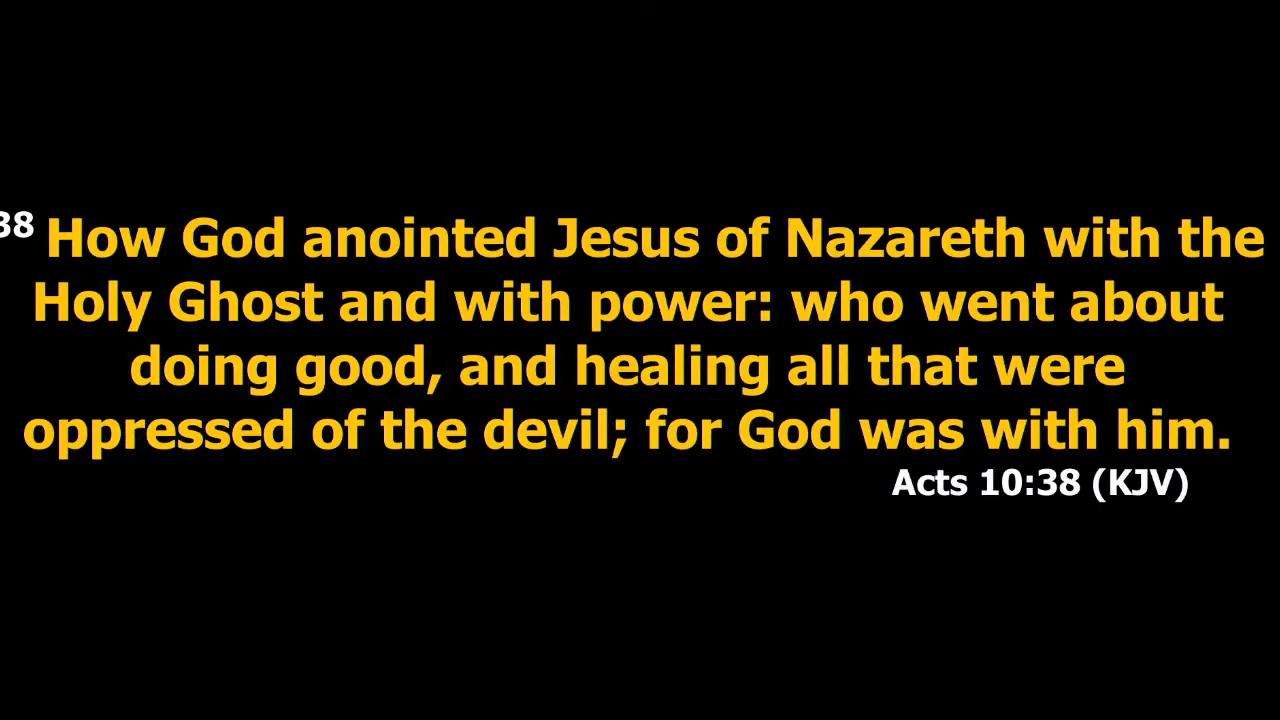 38 How God anointed Jesus of Nazareth with the
Holy Ghost and with power: who went about
doing good, and healing all that were
oppressed of the devil; for God was with him.
Acts 10:38 (KJV)